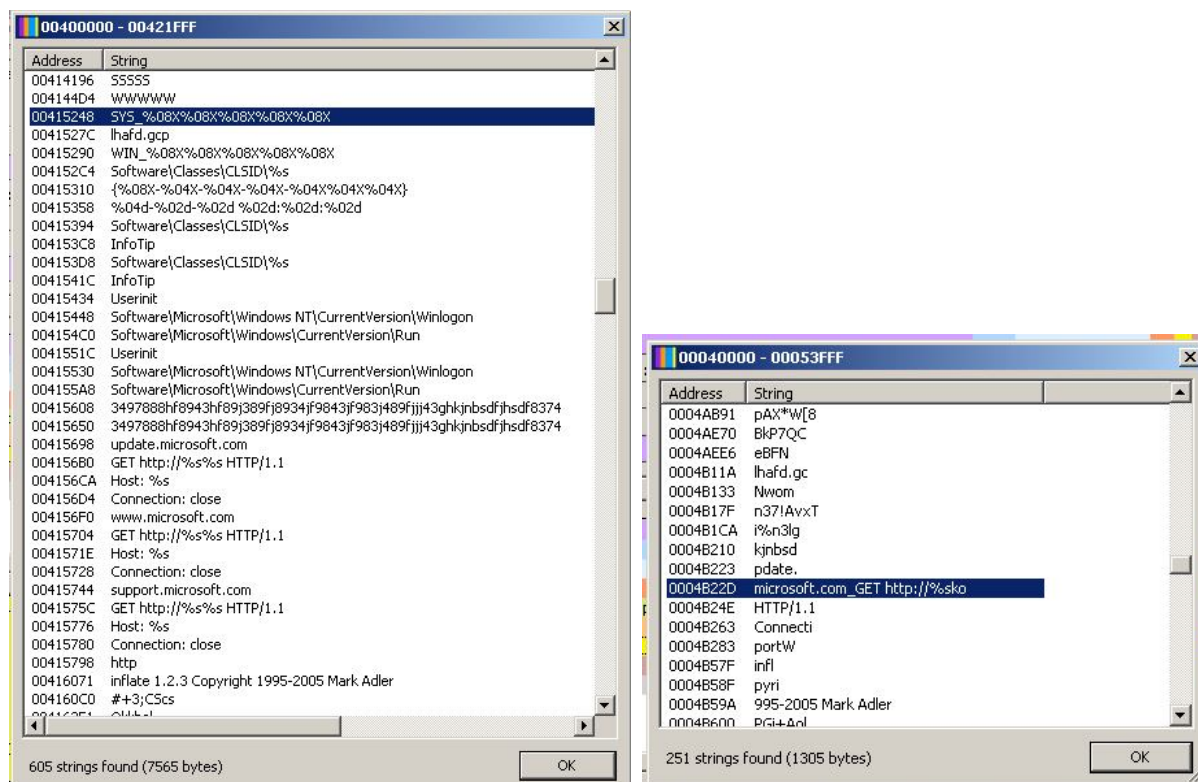 00400000 - 00421FFF
Address String
00414196 SSSSS
004144D4 WWWWW
00415248 SYS_%08X%08X%08X%08X%08X
0041527C lhafd.gcp
00415290 WIN_%08X%08X%08X%08X%08X
004152C4 Software\Classes\CLSID\%s
00415310 {%08X-%04X-%04X-%04X-%04X%04X%04X}
00415358 %04d-%02d-%02d %02d:%02d:%02d
00415394 Software\Classes\CLSID\%s
004153C8 InfoTip
004153D8 Software\Classes\CLSID\%s
0041541C InfoTip
00415434 Userinit
00415448 Software\Microsoft\Windows NT\CurrentVersion\Winlogon
004154C0 Software\Microsoft\Windows\CurrentVersion\Run
0041551C Userinit
00415530 Software\Microsoft\Windows NT\CurrentVersion\Winlogon
004155A8 Software\Microsoft\Windows\CurrentVersion\Run
00415608 3497888hf8943hf89j389fj8934jf9843jf983j489fjjj43ghkjnbsdfjhsdf8374
00415650 3497888hf8943hf89j389fj8934jf9843jf983j489fjjj43ghkjnbsdfjhsdf8374
00415698 update.microsoft.com
004156B0 GET http://%s%s HTTP/1.1
004156CA Host: %s
004156D4 Connection: close
004156F0 www.microsoft.com
00415704 GET http://%s%s HTTP/1.1
0041571E Host: %s
00415728 Connection: close
00415744 support.microsoft.com
0041575C GET http://%s%s HTTP/1.1
00415776 Host: %s
00415780 Connection: close
00415798 http
00416071 inflate 1.2.3 Copyright 1995-2005 Mark Adler
004160C0 #+3;CScs
605 strings found (7565 bytes)
OK
00040000 - 00053FFF
Address String
0004AB91 pAX*W[8
0004AE70 BkP7QC
0004AEE6 eBFN
0004B11A lhafd.gc
0004B133 Nwom
0004B17F n37!AvxT
0004B1CA i%n3lg
0004B210 kjnbsd
0004B223 pdate.
0004B22D microsoft.com_GET http://%sko
0004B24E HTTP/1.1
0004B263 Connecti
0004B283 portW
0004B57F infl
0004B58F pyri
0004B59A 995-2005 Mark Adler
0004B600 PGi+Aol
251 strings found (1305 bytes)
OK